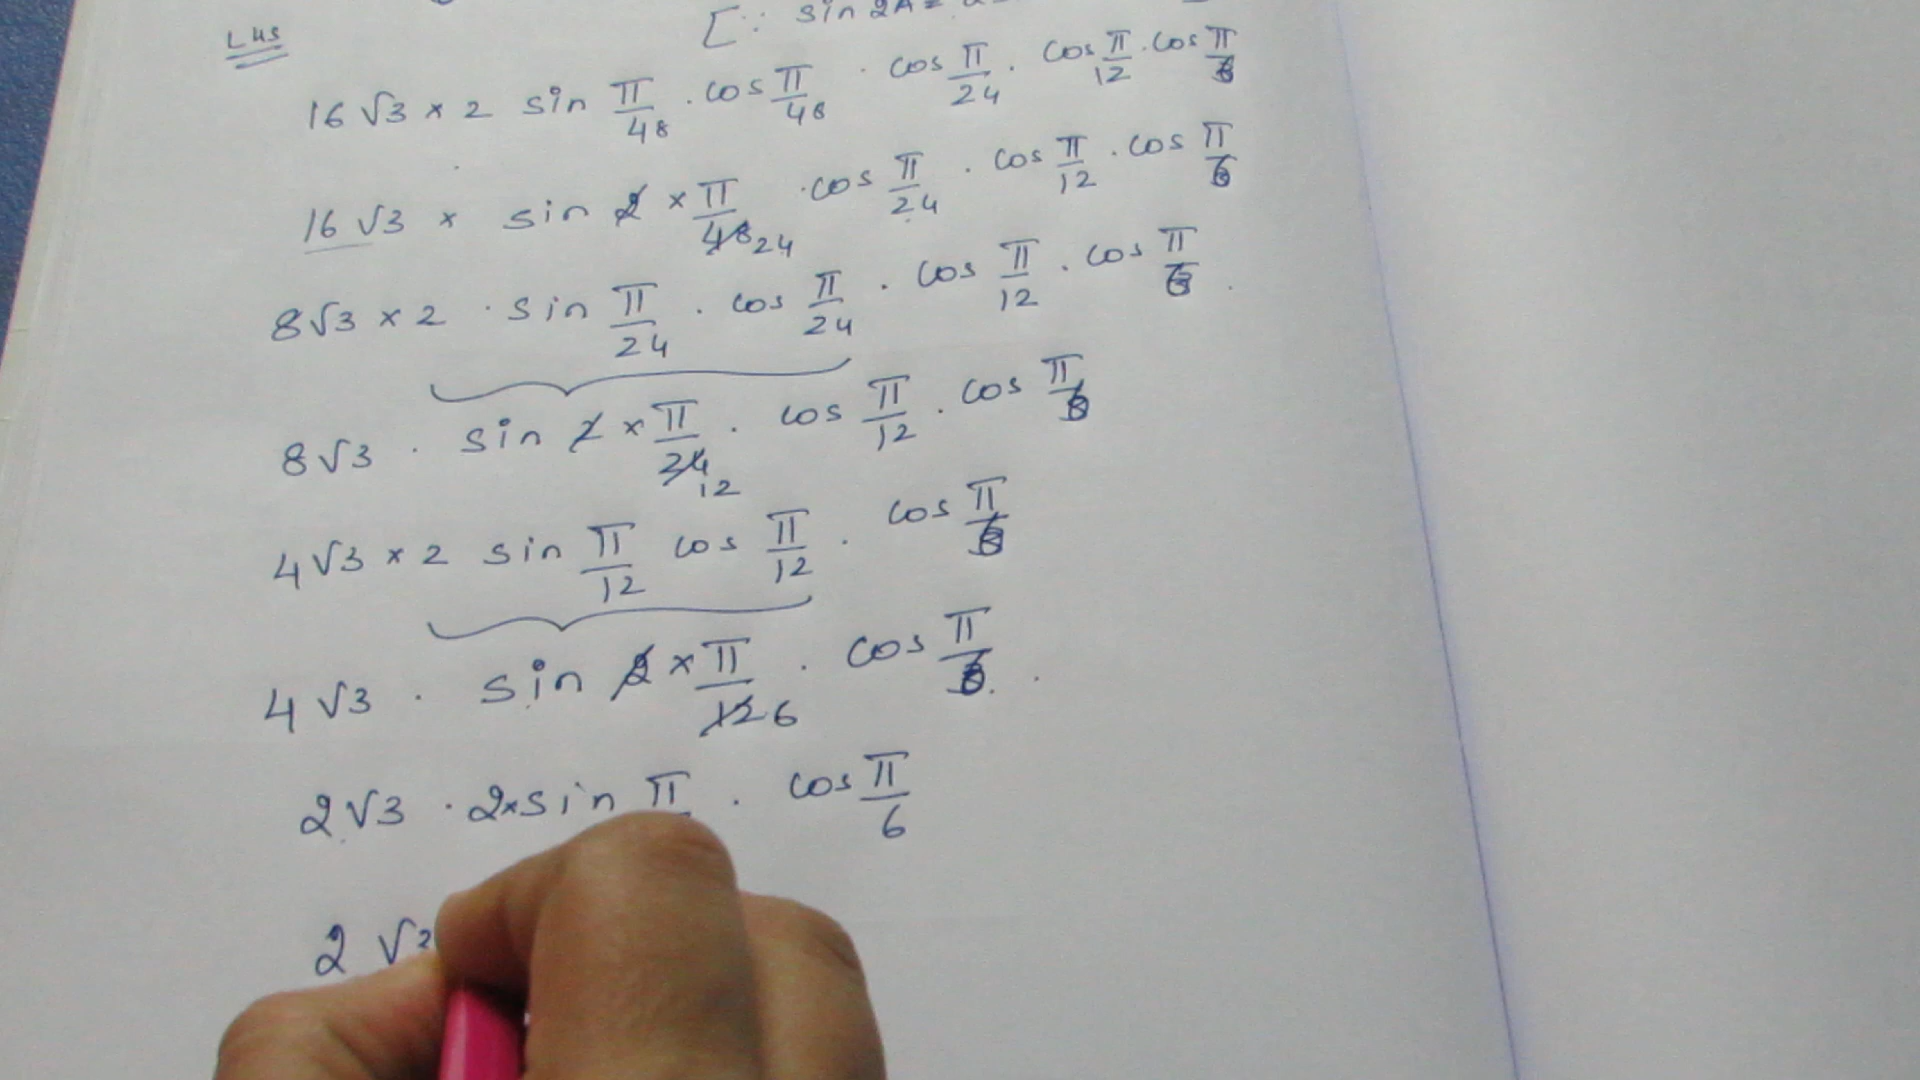 [∵ sin 2A =
LHS
16√3 × 2 sin π/48 . cos π/48 . cos π/24 . cos π/12 . cos π/6
16√3 × sin 2 × π/48 24 . cos π/24 . cos π/12 . cos π/6
8√3 × 2 . sin π/24 . cos π/24 . cos π/12 . cos π/6
8√3 . sin 2 × π/24 12 . cos π/12 . cos π/6
4√3 × 2 sin π/12 cos π/12 . cos π/6
4√3 . sin 2 × π/12 6 . cos π/6
2√3 . 2× sin π . cos π/6
2 √